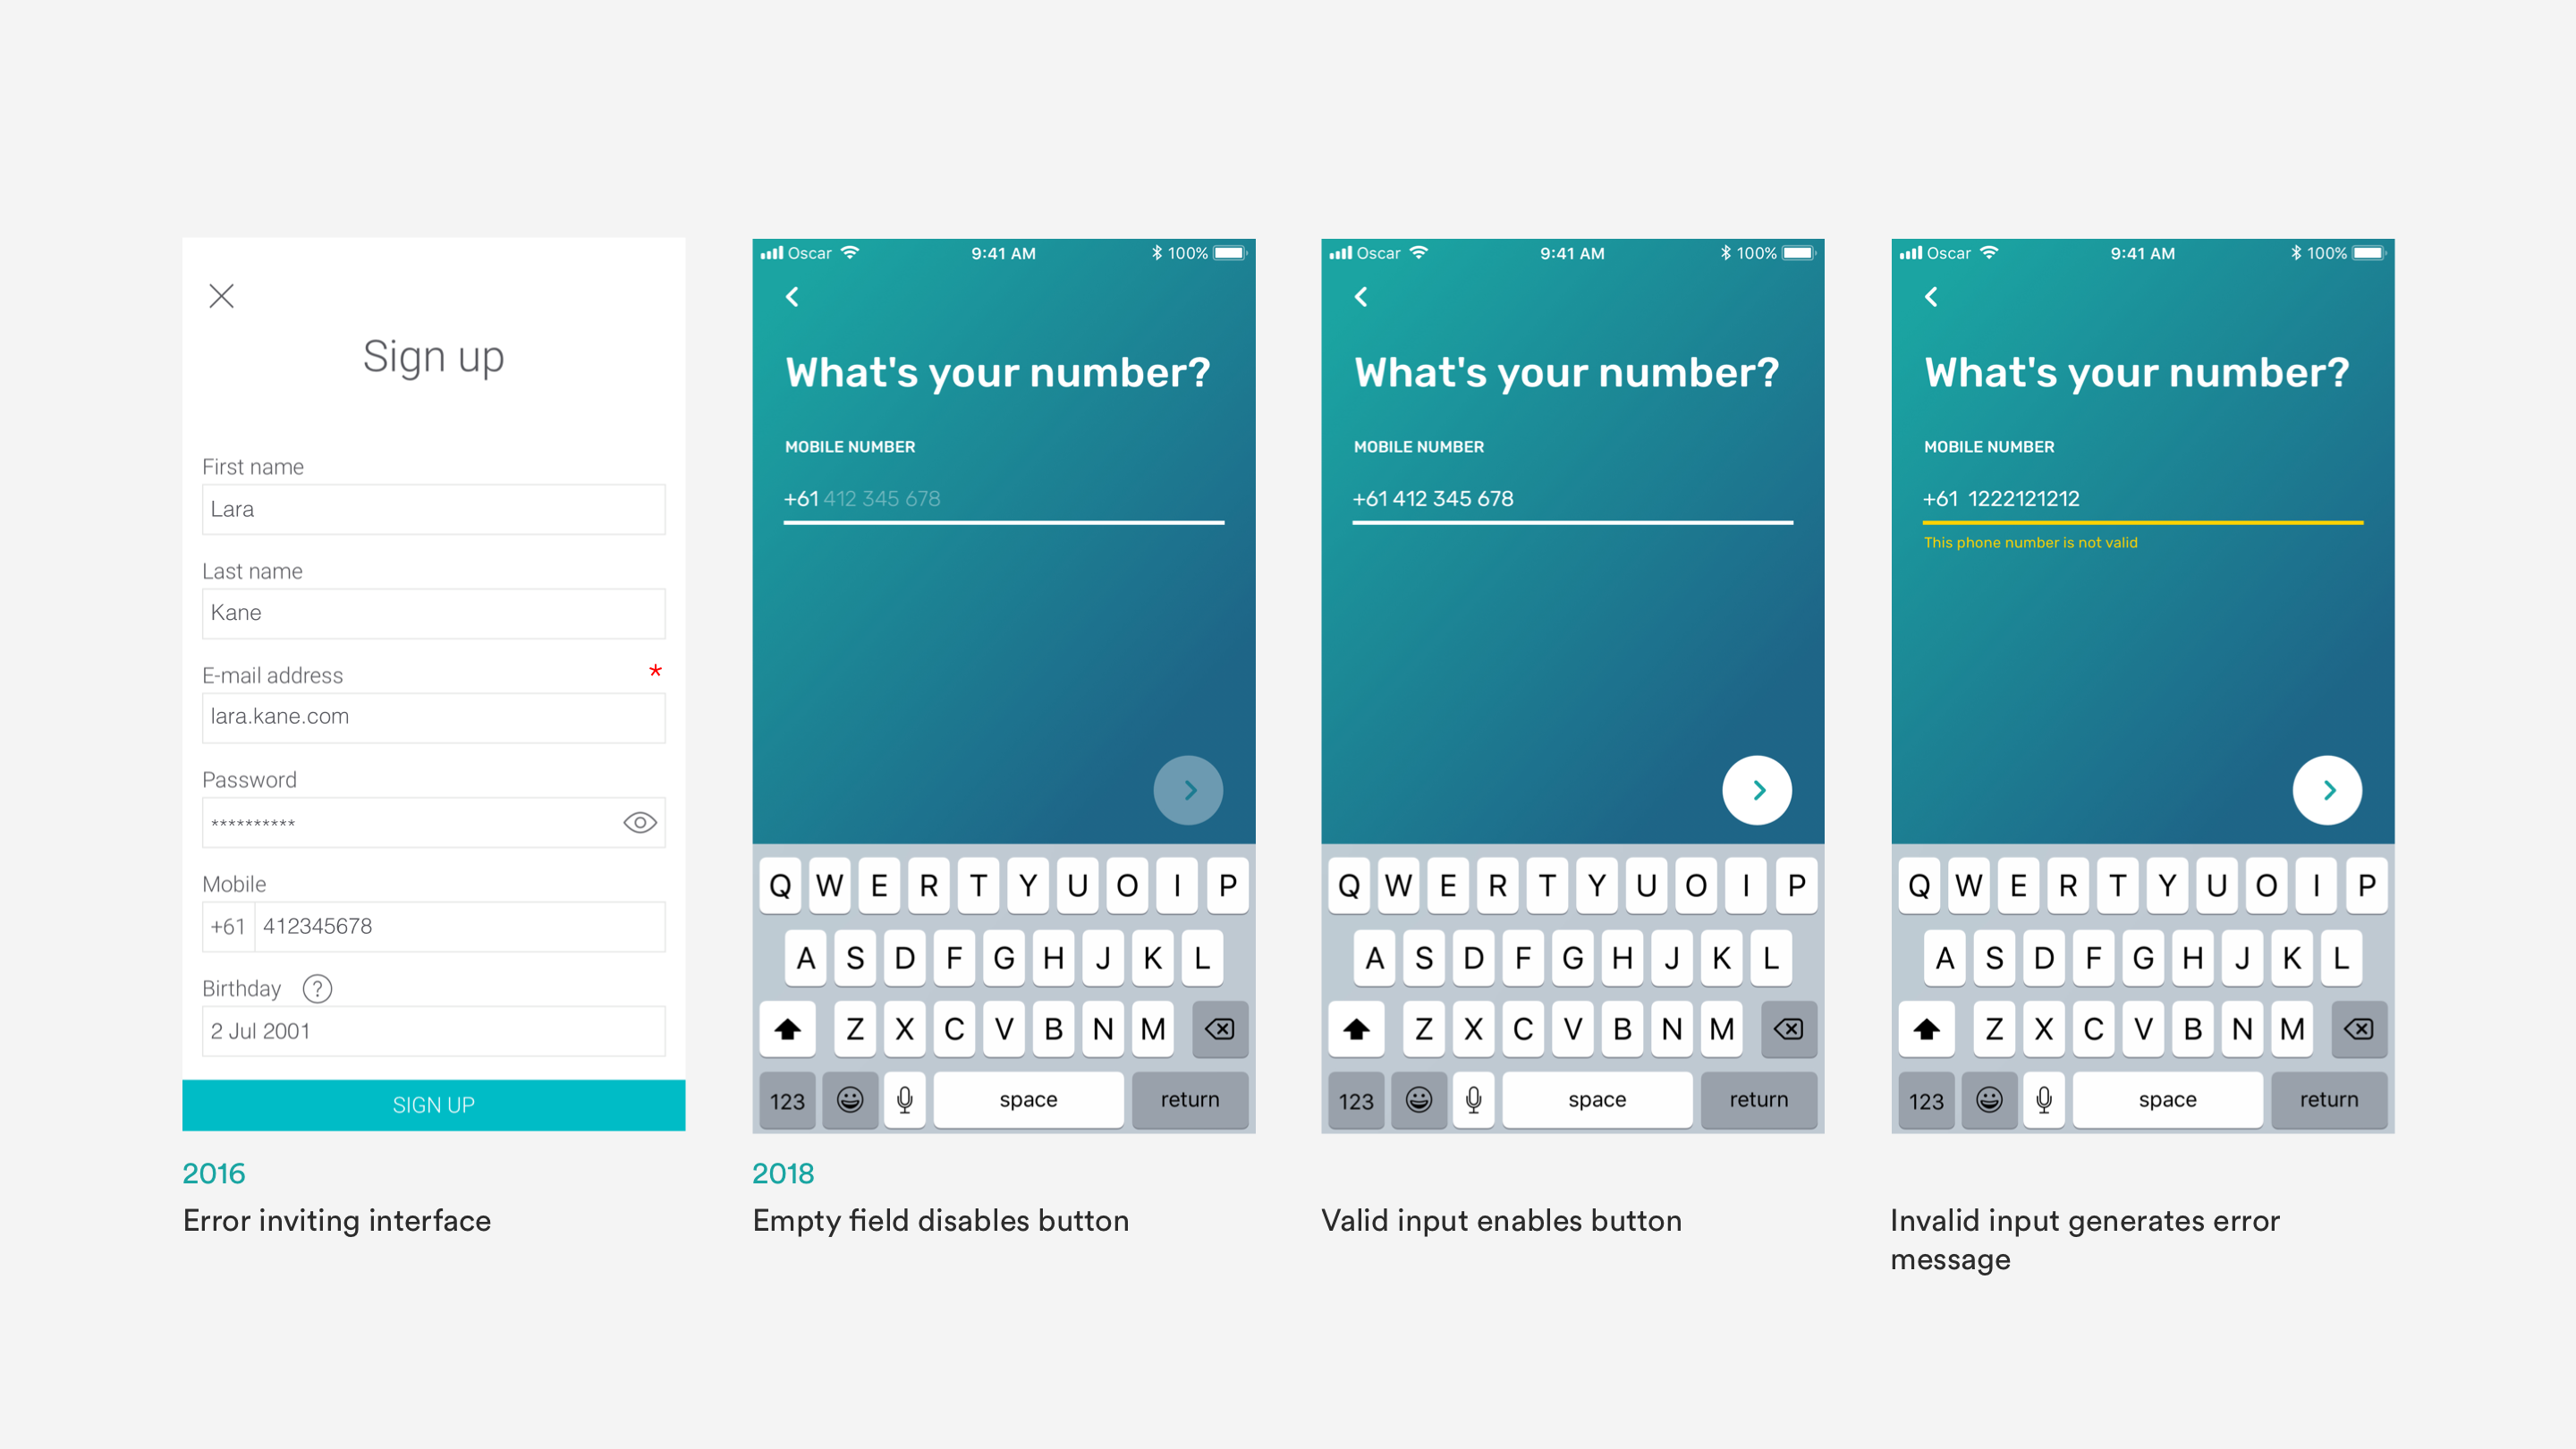 Sign up
First name
Lara
Last name
Kane
E-mail address *
lara.kane.com
Password
**********
Mobile
+61 412345678
Birthday ?
2 Jul 2001
SIGN UP
2016
Error inviting interface
Oscar 9:41 AM 100%
What's your number?
MOBILE NUMBER
+61 412 345 678
Q W E R T Y U O I P
A S D F G H J K L
Z X C V B N M
123 space return
2018
Empty field disables button
Oscar 9:41 AM 100%
What's your number?
MOBILE NUMBER
+61 412 345 678
Q W E R T Y U O I P
A S D F G H J K L
Z X C V B N M
123 space return
Valid input enables button
Oscar 9:41 AM 100%
What's your number?
MOBILE NUMBER
+61 1222121212
This phone number is not valid
Q W E R T Y U O I P
A S D F G H J K L
Z X C V B N M
123 space return
Invalid input generates error
message